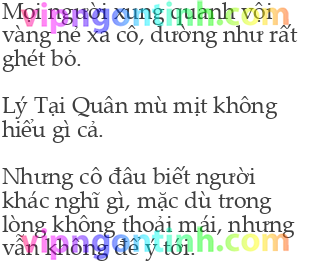 Mọi người xung quanh vội
vàng né xa cô, dường như rất
ghét bỏ.
Lý Tại Quân mù mịt không
hiểu gì cả.
Nhưng cô đâu biết người
khác nghĩ gì, mặc dù trong
lòng không thoải mái, nhưng
vẫn không để ý tới.
vipngontinh.com
vipngontinh.com
vipngontinh.com